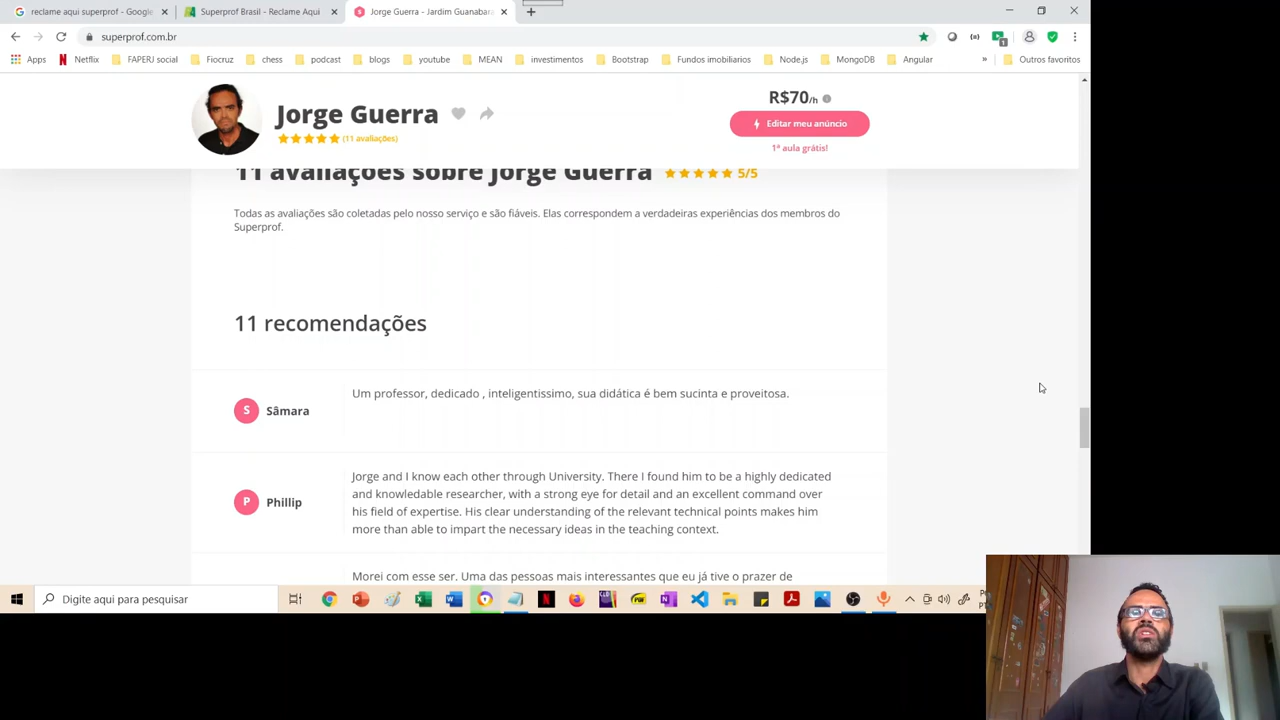 reclame aqui superprof - Google
Superprof Brasil - Reclame Aqui
Jorge Guerra - Jardim Guanabar
superprof.com.br
Apps
Netflix
FAPERJ social
Fiocruz
chess
podcast
blogs
youtube
MEAN
investimentos
Bootstrap
Fundos imobiliarios
Node.js
MongoDB
Angular
»
Outros favoritos
Jorge Guerra
(11 avaliações)
R$70/h
Editar meu anúncio
1ª aula grátis!
11 avaliações sobre Jorge Guerra 5/5
Todas as avaliações são coletadas pelo nosso serviço e são fiáveis. Elas correspondem a verdadeiras experiências dos membros do
Superprof.
11 recomendações
S
Sâmara
Um professor, dedicado , inteligentissimo, sua didática é bem sucinta e proveitosa.
P
Phillip
Jorge and I know each other through University. There I found him to be a highly dedicated
and knowledable researcher, with a strong eye for detail and an excellent command over
his field of expertise. His clear understanding of the relevant technical points makes him
more than able to impart the necessary ideas in the teaching context.
Morei com esse ser. Uma das pessoas mais interessantes que eu já tive o prazer de
Digite aqui para pesquisar